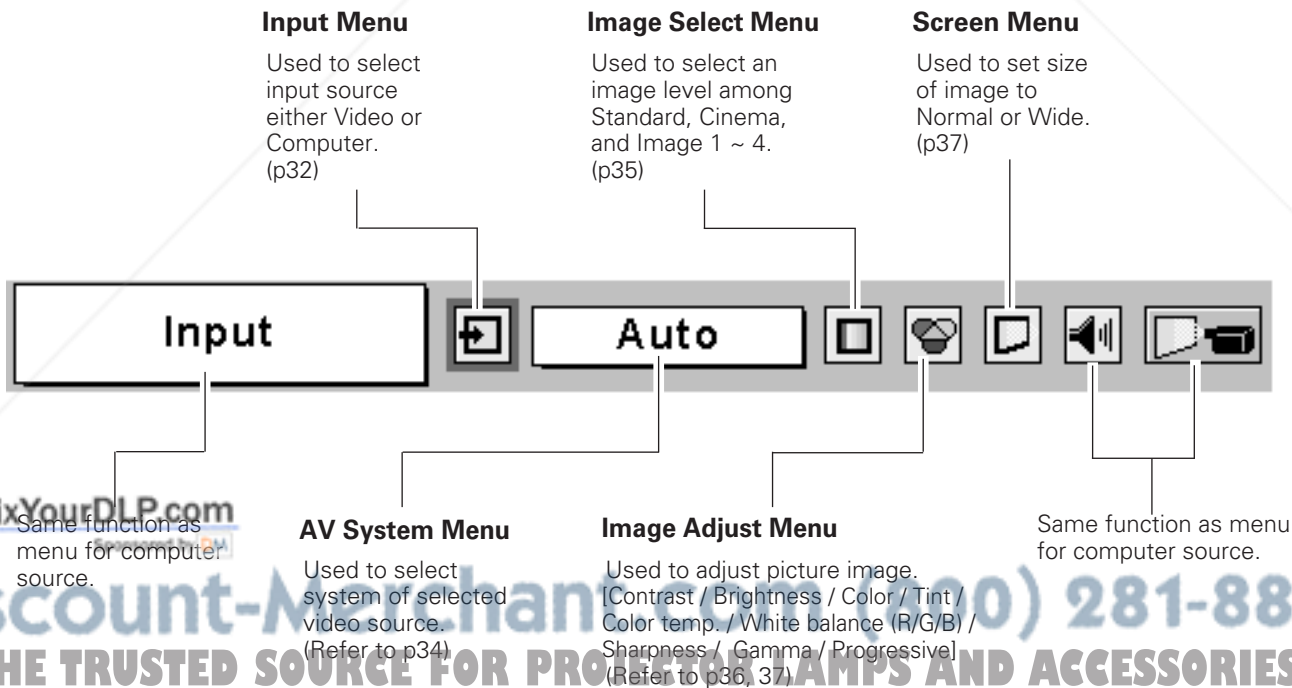 Input Menu
Used to select
input source
either Video or
Computer.
(p32)
Image Select Menu
Used to select an
image level among
Standard, Cinema,
and Image 1 ~ 4.
(p35)
Screen Menu
Used to set size
of image to
Normal or Wide.
(p37)
Input
Auto
Same function as
menu for computer
source.
AV System Menu
Used to select
system of selected
video source.
(Refer to p34)
Image Adjust Menu
Used to adjust picture image.
[Contrast / Brightness / Color / Tint /
Color temp. / White balance (R/G/B) /
Sharpness / Gamma / Progressive]
(Refer to p36, 37)
Same function as menu
for computer source.
ixYourDLP.com
Sponsored by DM
scount-Merchant.com (800) 281-88
HE TRUSTED SOURCE FOR PROJECTOR LAMPS AND ACCESSORIES